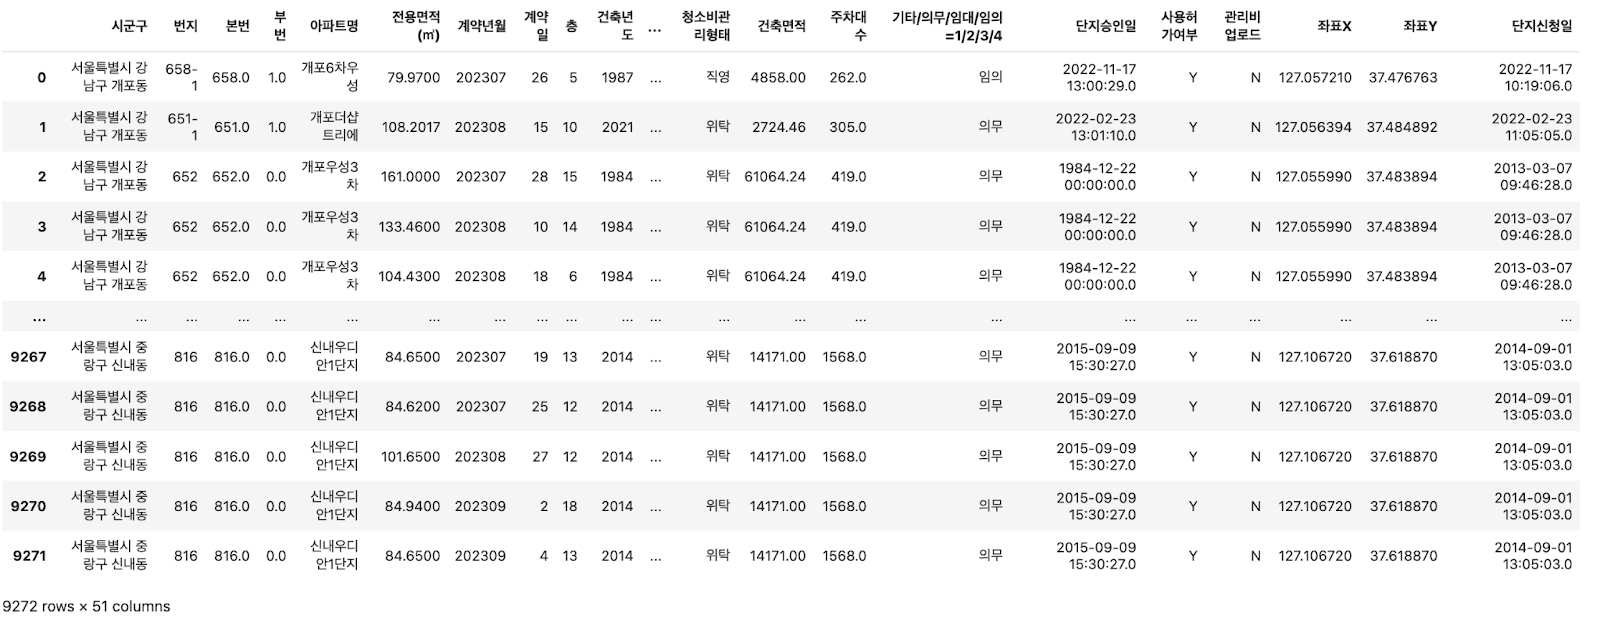 시군구 번지 본번 부번 아파트명 전용면적(㎡) 계약년월 계약일 층 건축년도 ... 청소비관리형태 건축면적 주차대수 기타/의무/임대/임의=1/2/3/4 단지승인일 사용허가여부 관리비 업로드 좌표X 좌표Y 단지신청일
0 서울특별시 강남구 개포동 658-1 658.0 1.0 개포6차우성 79.9700 202307 26 5 1987 ... 직영 4858.00 262.0 임의 2022-11-17 13:00:29.0 Y N 127.057210 37.476763 2022-11-17 10:19:06.0
1 서울특별시 강남구 개포동 651-1 651.0 1.0 개포더샵트리에 108.2017 202308 15 10 2021 ... 위탁 2724.46 305.0 의무 2022-02-23 13:01:10.0 Y N 127.056394 37.484892 2022-02-23 11:05:05.0
2 서울특별시 강남구 개포동 652 652.0 0.0 개포우성3차 161.0000 202307 28 15 1984 ... 위탁 61064.24 419.0 의무 1984-12-22 00:00:00.0 Y N 127.055990 37.483894 2013-03-07 09:46:28.0
3 서울특별시 강남구 개포동 652 652.0 0.0 개포우성3차 133.4600 202308 10 14 1984 ... 위탁 61064.24 419.0 의무 1984-12-22 00:00:00.0 Y N 127.055990 37.483894 2013-03-07 09:46:28.0
4 서울특별시 강남구 개포동 652 652.0 0.0 개포우성3차 104.4300 202308 18 6 1984 ... 위탁 61064.24 419.0 의무 1984-12-22 00:00:00.0 Y N 127.055990 37.483894 2013-03-07 09:46:28.0
... ... ... ... ... ... ... ... ... ... ... ... ... ... ... ... ... ... ... ... ... ...
9267 서울특별시 중랑구 신내동 816 816.0 0.0 신내우디안1단지 84.6500 202307 19 13 2014 ... 위탁 14171.00 1568.0 의무 2015-09-09 15:30:27.0 Y N 127.106720 37.618870 2014-09-01 13:05:03.0
9268 서울특별시 중랑구 신내동 816 816.0 0.0 신내우디안1단지 84.6200 202307 25 12 2014 ... 위탁 14171.00 1568.0 의무 2015-09-09 15:30:27.0 Y N 127.106720 37.618870 2014-09-01 13:05:03.0
9269 서울특별시 중랑구 신내동 816 816.0 0.0 신내우디안1단지 101.6500 202308 27 12 2014 ... 위탁 14171.00 1568.0 의무 2015-09-09 15:30:27.0 Y N 127.106720 37.618870 2014-09-01 13:05:03.0
9270 서울특별시 중랑구 신내동 816 816.0 0.0 신내우디안1단지 84.9400 202309 2 18 2014 ... 위탁 14171.00 1568.0 의무 2015-09-09 15:30:27.0 Y N 127.106720 37.618870 2014-09-01 13:05:03.0
9271 서울특별시 중랑구 신내동 816 816.0 0.0 신내우디안1단지 84.6500 202309 4 13 2014 ... 위탁 14171.00 1568.0 의무 2015-09-09 15:30:27.0 Y N 127.106720 37.618870 2014-09-01 13:05:03.0
9272 rows × 51 columns